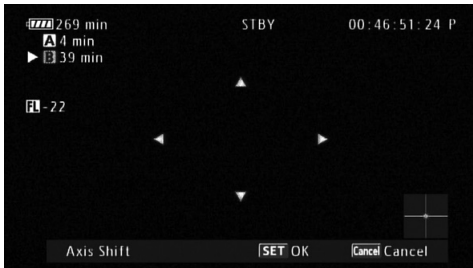 269 min STBY 00:46:51:24 P
A 4 min
B 39 min
FL -22
Axis Shift SET OK Cancel Cancel